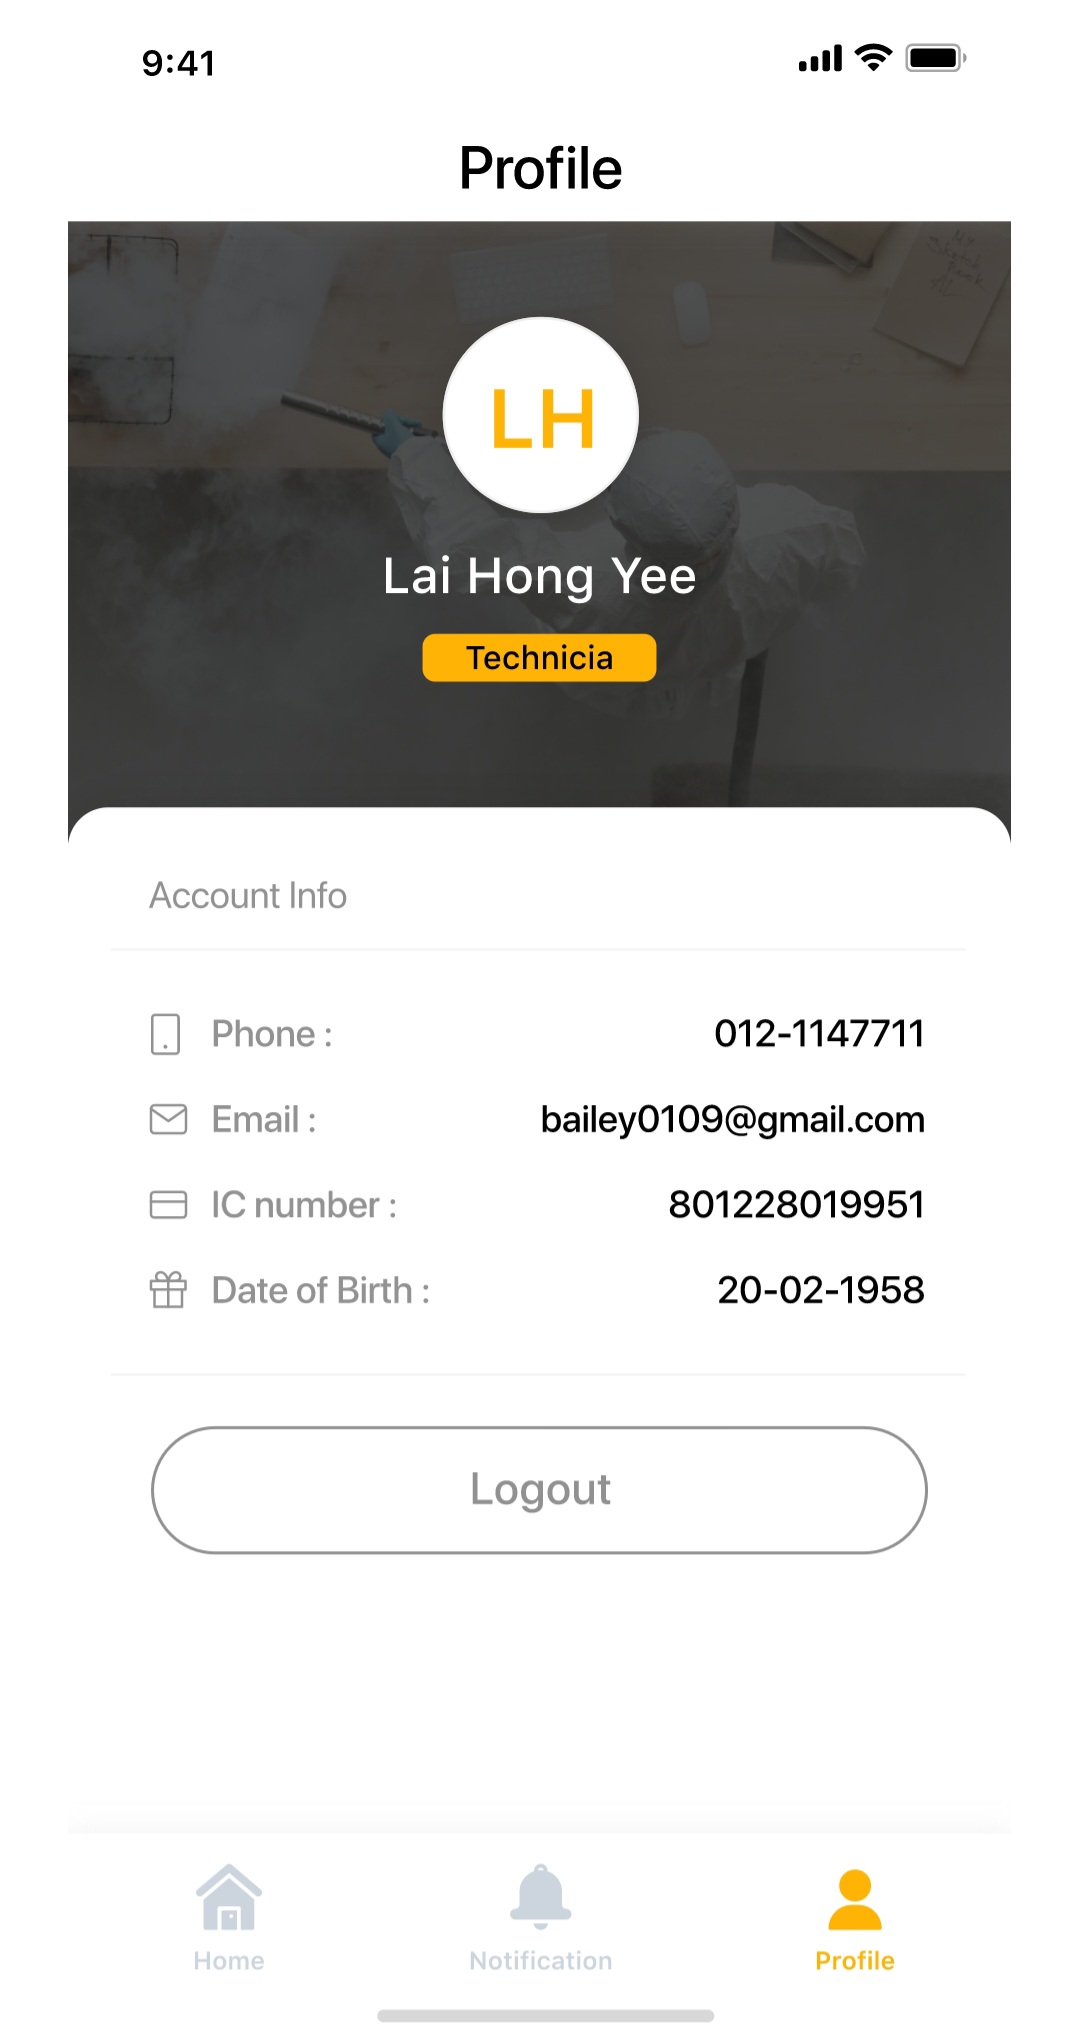 9:41
Profile
LH
Lai Hong Yee
Technicia
Account Info
Phone : 012-1147711
Email : bailey0109@gmail.com
IC number : 801228019951
Date of Birth : 20-02-1958
Logout
Home Notification Profile